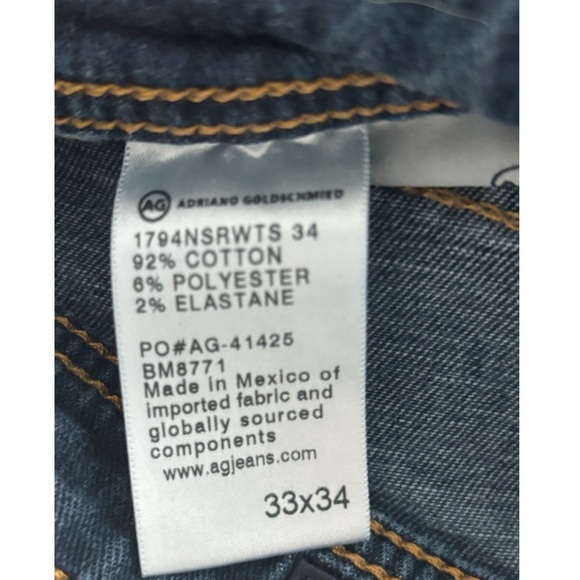 AG ADRIANO GOLDSCHMIED
1794NSRWTS 34
92% COTTON
6% POLYESTER
2% ELASTANE
PO#AG-41425
BM8771
Made in Mexico of
imported fabric and
globally sourced
components
www.agjeans.com
33x34